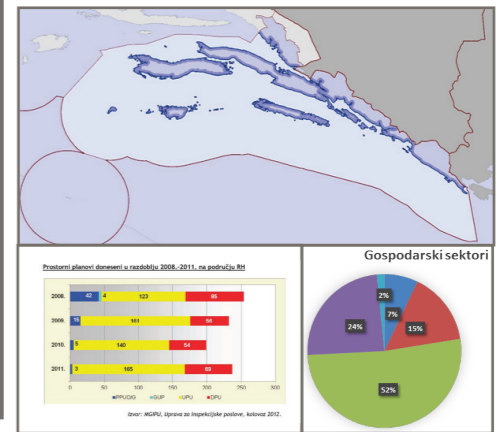 Prostorni planovi doneseni u razdoblju 2008.-2011. na području RH
2008. 42 4 123 85
2009. 15 161 56
2010. 5 140 54
2011. 3 165 69
0 50 100 150 200 250 300
PPUO/G GUP UPU DPU
Izvor: MGIPU, Uprava za inspekcijske poslove, kolovoz 2012.
Gospodarski sektori
2%
7%
24%
15%
52%